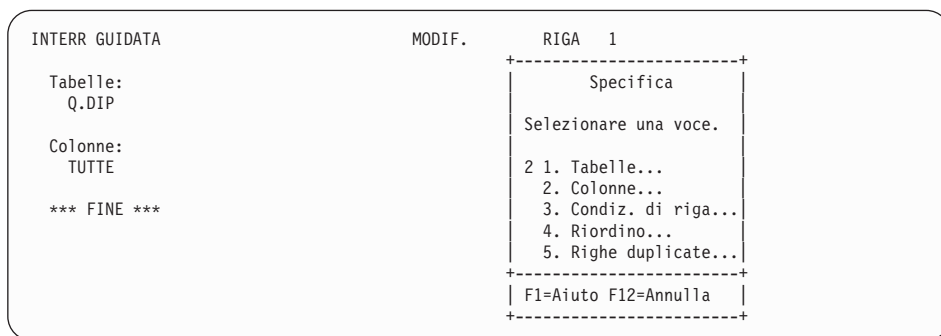 INTERR GUIDATA MODIF. RIGA 1
+-------------------------+
Tabelle: | Specifica |
Q.DIP | |
| Selezionare una voce. |
Colonne: | |
TUTTE | 2 1. Tabelle... |
| 2. Colonne... |
*** FINE *** | 3. Condiz. di riga...|
| 4. Riordino... |
| 5. Righe duplicate...|
+-------------------------+
| F1=Aiuto F12=Annulla |
+-------------------------+